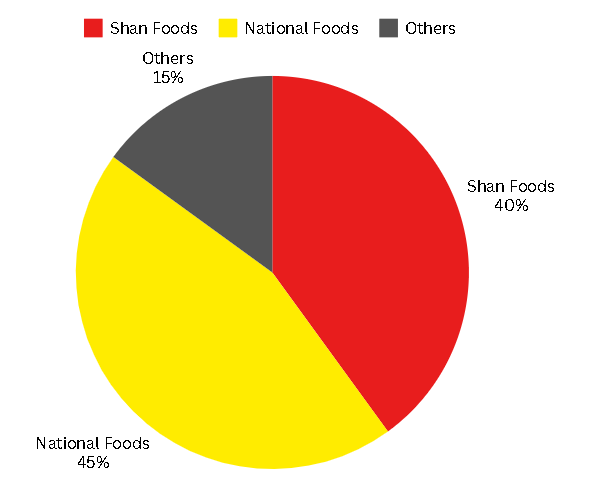 Shan Foods National Foods Others
Others
15%
Shan Foods
40%
National Foods
45%